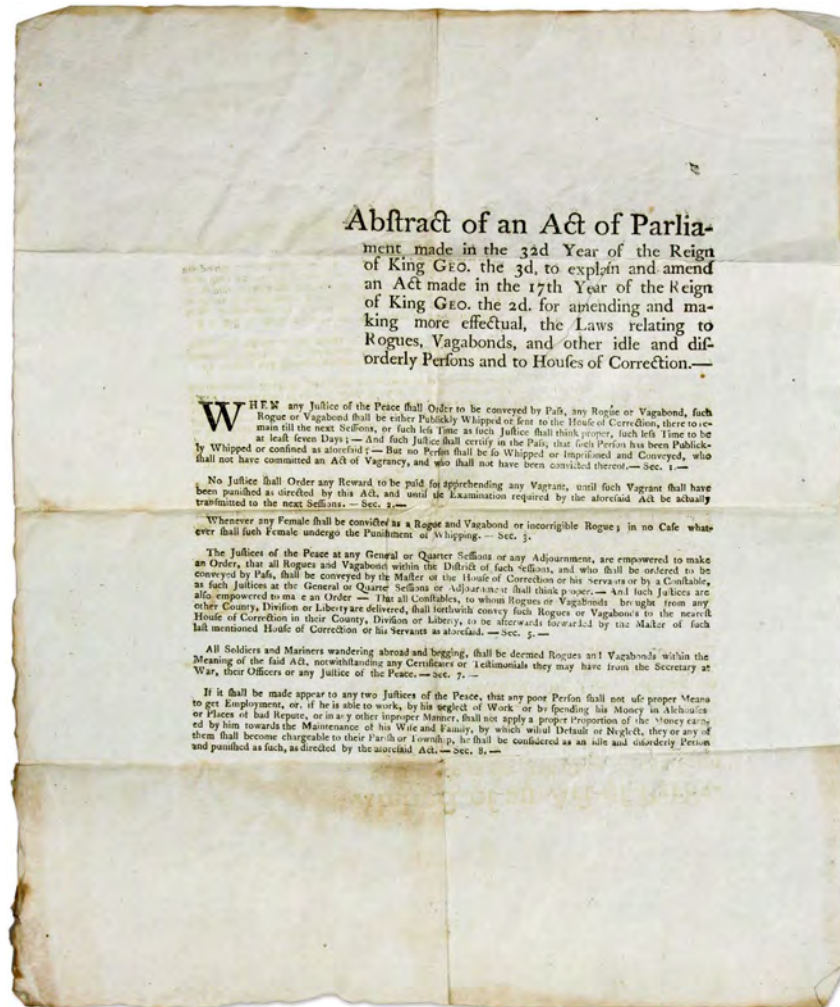 Abſtract of an Act of Parlia-
ment made in the 32d Year of the Reign
of King GEO. the 3d, to explain and amend
an Act made in the 17th Year of the Reign
of King GEO. the 2d. for amending and ma-
king more effectual, the Laws relating to
Rogues, Vagabonds, and other idle and diſ-
orderly Perſons and to Houſes of Correction.—
WHEN any Juſtice of the Peace ſhall Order to be conveyed by Paſs, any Rogue or Vagabond, ſuch
Rogue or Vagabond ſhall be either Publickly Whipped or ſent to the Houſe of Correction, there to re-
main till the next Seſſions, or ſuch leſs Time as ſuch Juſtice ſhall think proper, ſuch leſs Time to be
at leaſt ſeven Days;— And ſuch Juſtice ſhall certify in the Paſs, that ſuch Perſon has been Publick-
ly Whipped or confined as aforeſaid;— But no Perſon ſhall be ſo Whipped or Impriſoned and Conveyed, who
ſhall not have committed an Act of Vagrancy, and who ſhall not have been convicted thereof.— Sec. 1.—
No Juſtice ſhall Order any Reward to be paid for apprehending any Vagrant, until ſuch Vagrant ſhall have
been puniſhed as directed by this Act, and until the Examination required by the aforeſaid Act be actually
tranſmitted to the next Seſſions. — Sec. 2.—
Whenever any Female ſhall be convicted as a Rogue and Vagabond or incorrigible Rogue; in no Caſe what-
ever ſhall ſuch Female undergo the Puniſhment of Whipping. — Sec. 3.
The Juſtices of the Peace at any General or Quarter Seſſions or any Adjournment, are empowered to make
an Order, that all Rogues and Vagabonds within the Diſtrict of ſuch Seſſions, and who ſhall be ordered to be
conveyed by Paſs, ſhall be conveyed by the Maſter of the Houſe of Correction or his Servants or by a Conſtable,
as ſuch Juſtices at the General or Quarter Seſſions or Adjournment ſhall think proper.— And ſuch Juſtices are
alſo empowered to make an Order — That all Conſtables, to whom Rogues or Vagabonds brought from any
other County, Diviſion or Liberty are delivered, ſhall forthwith convey ſuch Rogues or Vagabonds to the neareſt
Houſe of Correction in their County, Diviſion or Liberty, to be afterwards forwarded by the Maſter of ſuch
laſt mentioned Houſe of Correction or his Servants as aforeſaid. — Sec. 5. —
All Soldiers and Mariners wandering abroad and begging, ſhall be deemed Rogues and Vagabonds within the
Meaning of the ſaid Act, notwithſtanding any Certificates or Teſtimonials they may have from the Secretary at
War, their Officers or any Juſtice of the Peace. — Sec. 7. —
If it ſhall be made appear to any two Juſtices of the Peace, that any poor Perſon ſhall not uſe proper Means
to get Employment, or, if he is able to work, by his neglect of Work or by ſpending his Money in Alehouſes
or Places of bad Repute, or in any other inproper Manner, ſhall not apply a proper Proportion of the Money earn-
ed by him towards the Maintenance of his Wife and Family, by which wilful Default or Neglect, they or any of
them ſhall become chargeable to their Pariſh or Townſhip, he ſhall be conſidered as an idle and diſorderly Perſon
and puniſhed as ſuch, as directed by the aforeſaid Act. — Sec. 8. —